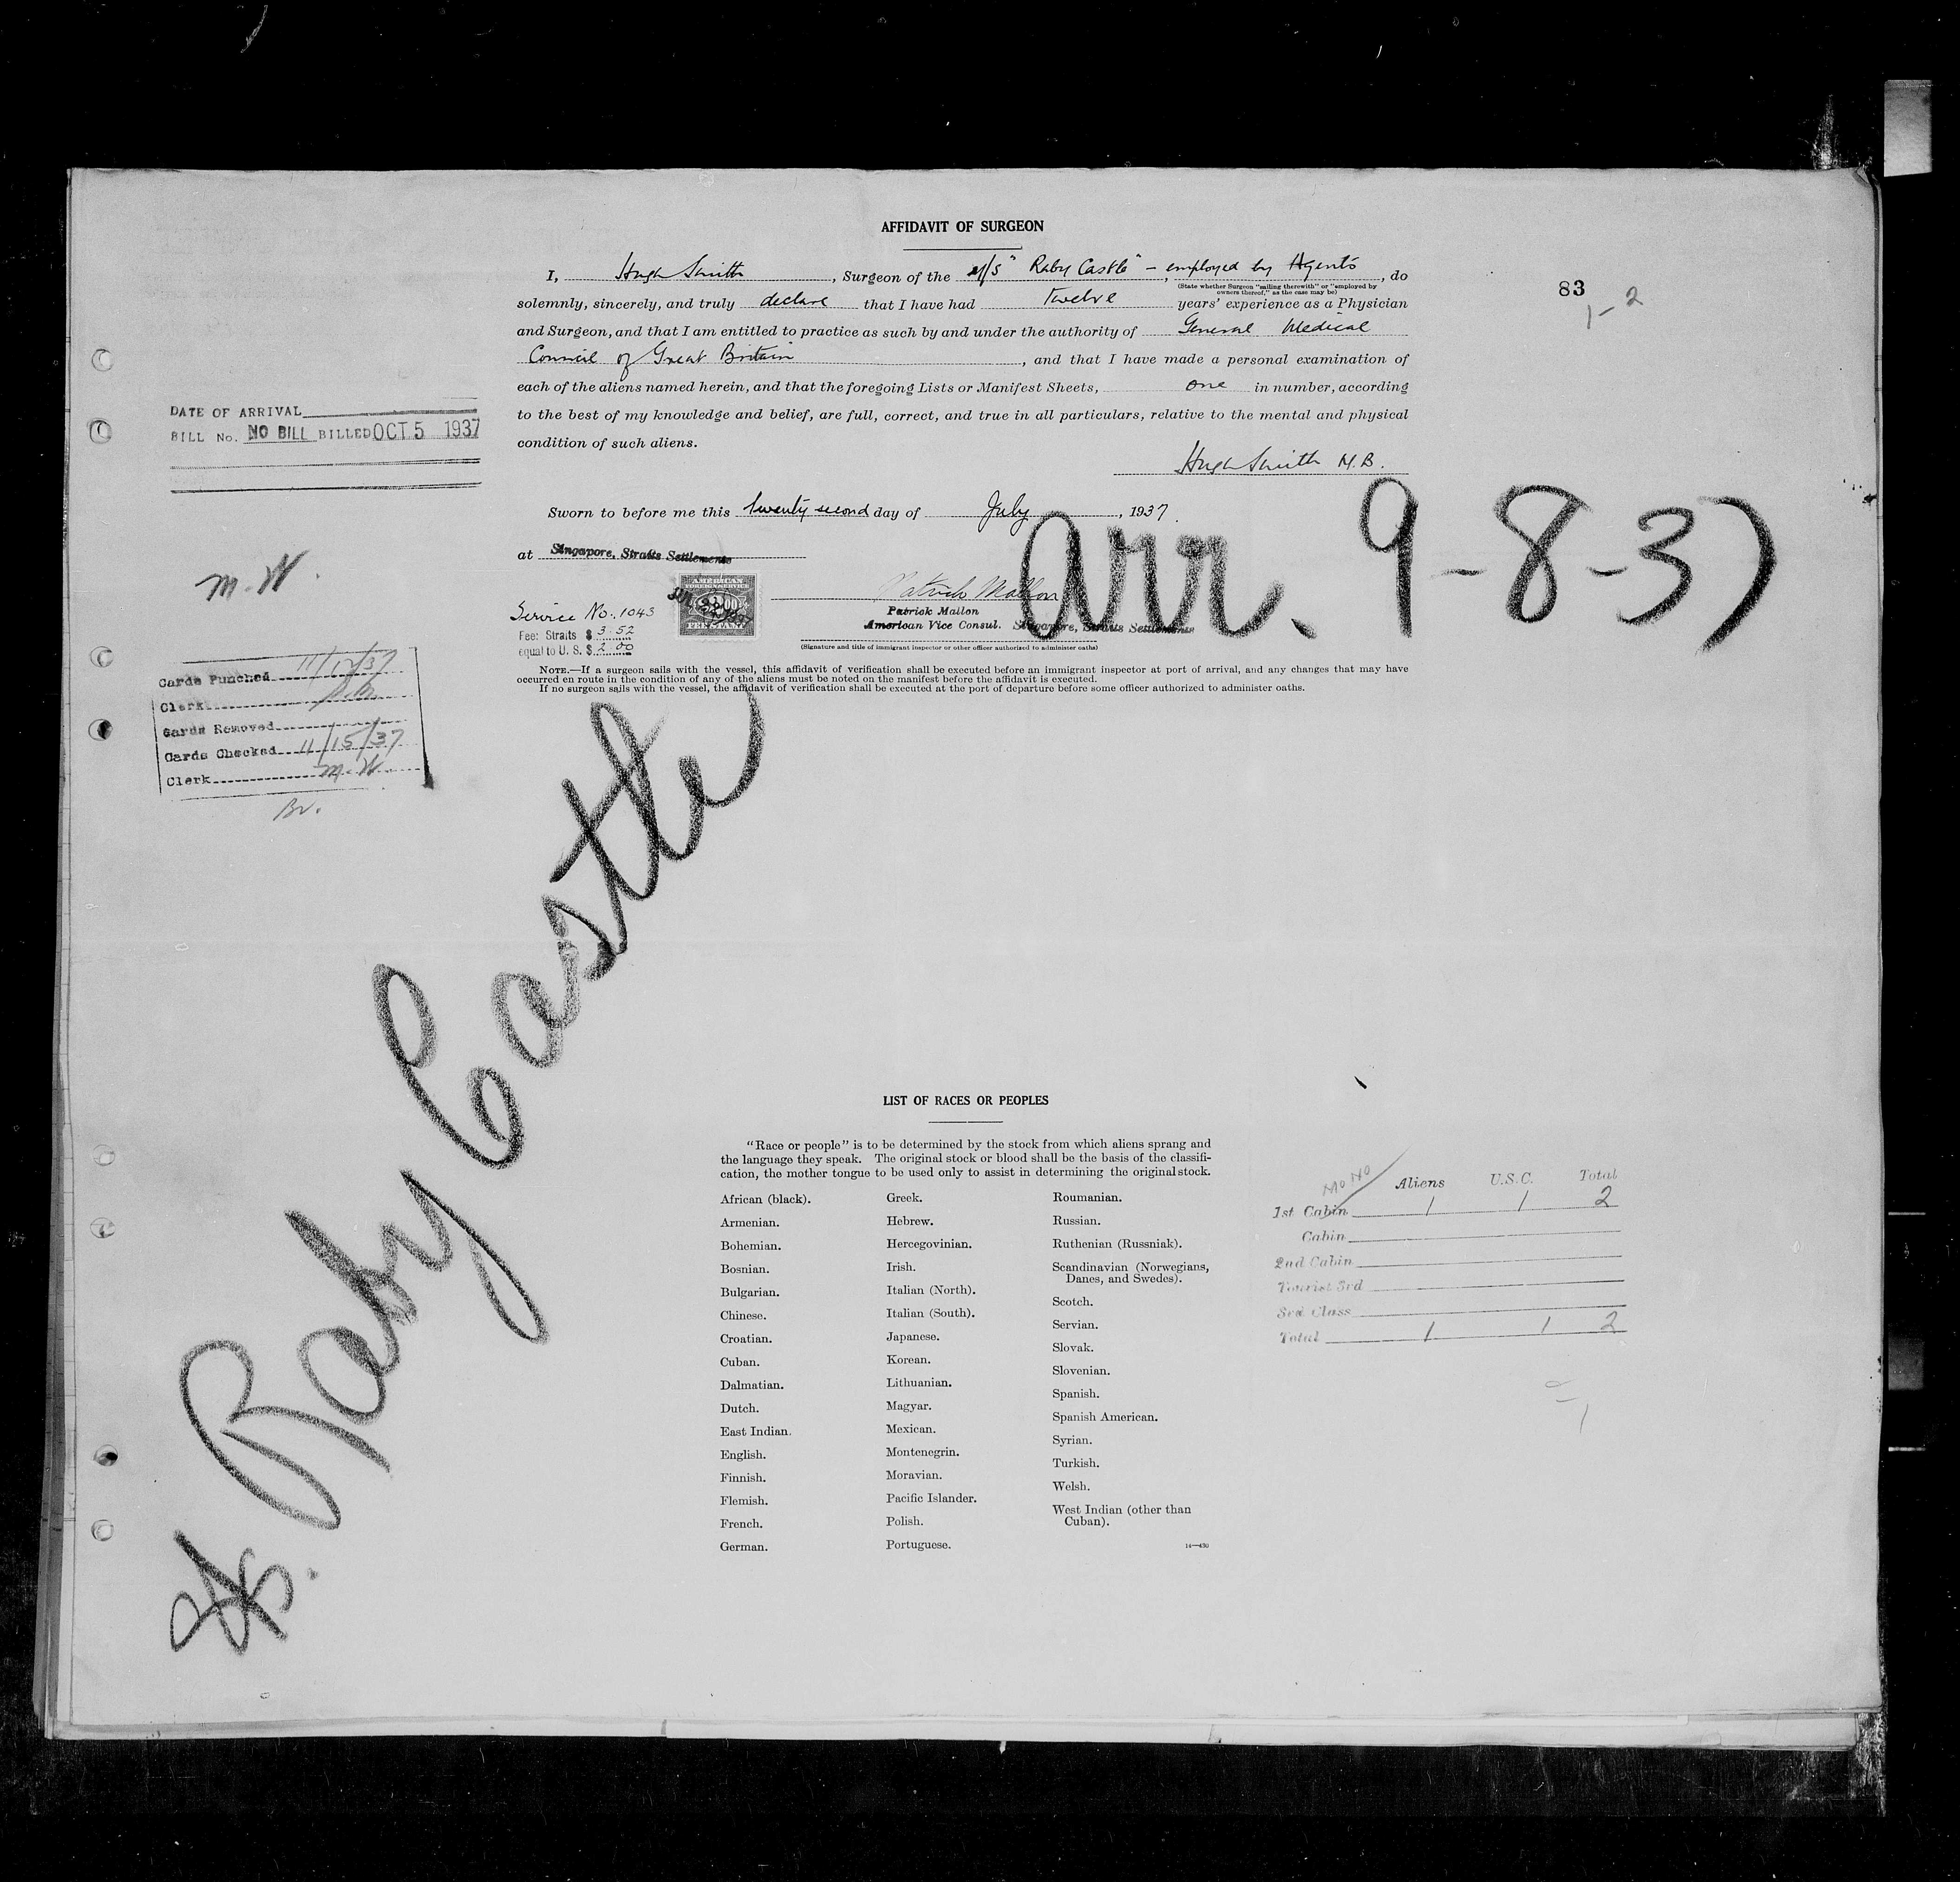 AFFIDAVIT OF SURGEON
I, Hugh Smith, Surgeon of the M/S "Raby Castle" - employed by Agents, do
(State whether Surgeon "sailing therewith" or "employed by
owners thereof," as the case may be)
solemnly, sincerely, and truly declare that I have had Twelve years' experience as a Physician
and Surgeon, and that I am entitled to practice as such by and under the authority of General Medical
Council of Great Britain, and that I have made a personal examination of
each of the aliens named herein, and that the foregoing Lists or Manifest Sheets, one in number, according
to the best of my knowledge and belief, are full, correct, and true in all particulars, relative to the mental and physical
condition of such aliens.
Hugh Smith M.B.
83
1-2
DATE OF ARRIVAL
BILL No. NO BILL BILLED OCT 5 1937
Sworn to before me this twenty second day of July, 1937.
at Singapore, Straits Settlements
arr. 9-8-37
M.W.
AMERICAN
FOREIGN SERVICE
FEE STAMP
Patrick Mallon
Patrick Mallon
American Vice Consul. Singapore, Straits Settlements
(Signature and title of immigrant inspector or other officer authorized to administer oaths)
Service No. 1043
Fee: Straits $ 3.52
equal to U. S. $ 2.00
NOTE.—If a surgeon sails with the vessel, this affidavit of verification shall be executed before an immigrant inspector at port of arrival, and any changes that may have
occurred en route in the condition of any of the aliens must be noted on the manifest before the affidavit is executed.
If no surgeon sails with the vessel, the affidavit of verification shall be executed at the port of departure before some officer authorized to administer oaths.
Cards Punched 11/12/37
Clerk
Cards Removed
Cards Checked 11/15/37
Clerk M.W.
Br.
SS. Raby Castle
LIST OF RACES OR PEOPLES
"Race or people" is to be determined by the stock from which aliens sprang and
the language they speak. The original stock or blood shall be the basis of the classifi-
cation, the mother tongue to be used only to assist in determining the original stock.
African (black).
Armenian.
Bohemian.
Bosnian.
Bulgarian.
Chinese.
Croatian.
Cuban.
Dalmatian.
Dutch.
East Indian.
English.
Finnish.
Flemish.
French.
German.
Greek.
Hebrew.
Hercegovinian.
Irish.
Italian (North).
Italian (South).
Japanese.
Korean.
Lithuanian.
Magyar.
Mexican.
Montenegrin.
Moravian.
Pacific Islander.
Polish.
Portuguese.
Roumanian.
Russian.
Ruthenian (Russniak).
Scandinavian (Norwegians,
Danes, and Swedes).
Scotch.
Servian.
Slovak.
Slovenian.
Spanish.
Spanish American.
Syrian.
Turkish.
Welsh.
West Indian (other than
Cuban).
14—430
MONO
Aliens U.S.C. Total
1st Cabin 1 1 2
Cabin
2nd Cabin
Tourist 3rd
3rd Class
Total 1 1 2